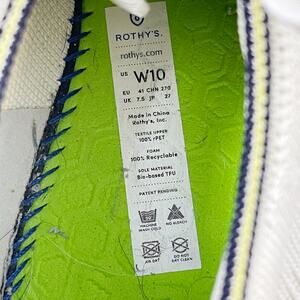 ROTHY'S.
rothys.com
US W10
EU 41 CHN 270
UK 7.5 JP 27
Made in China
Rothy's, Inc.
TEXTILE UPPER
100% rPET
FOAM
100% Recyclable
SOLE MATERIAL
Bio-based TPU
PATENT PENDING
MACHINE WASH COLD
NO BLEACH
AIR DAT
DO NOT DRY CLEAN